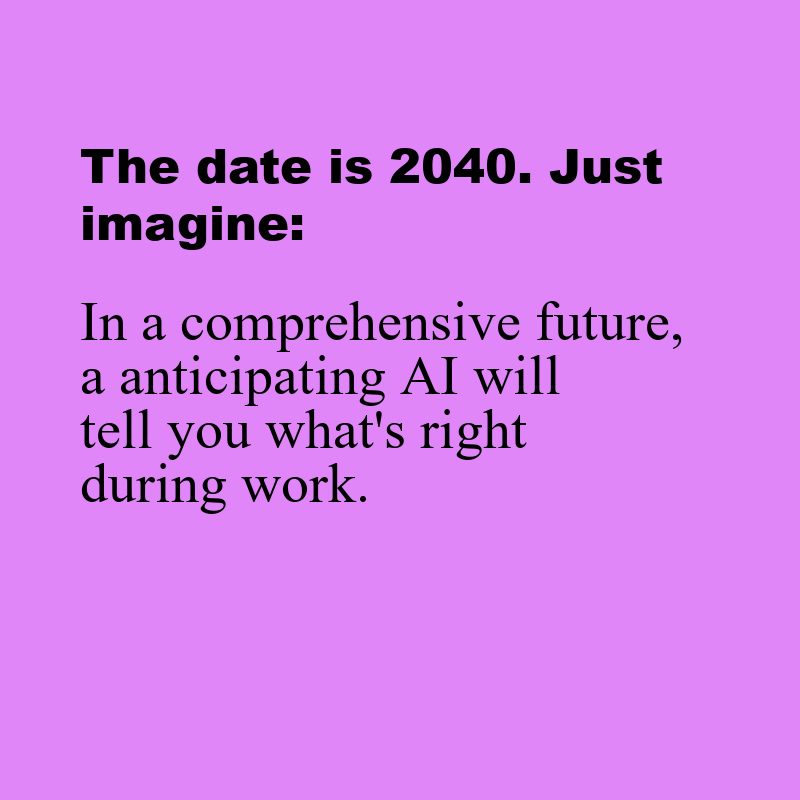 The date is 2040. Just
imagine:
In a comprehensive future,
a anticipating AI will
tell you what's right
during work.